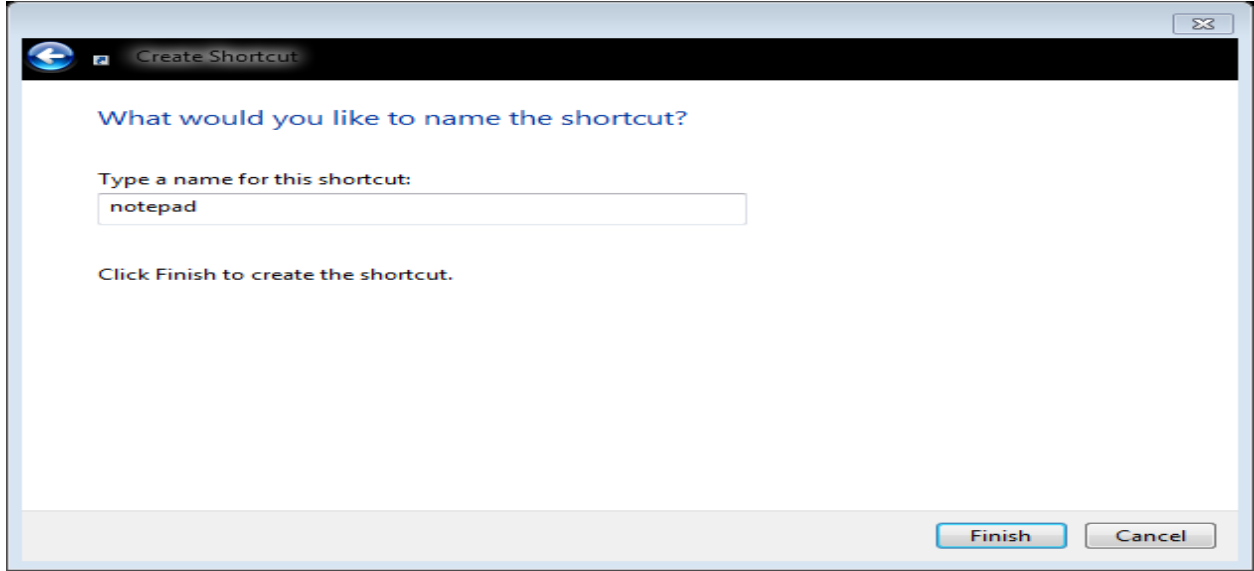 Create Shortcut
What would you like to name the shortcut?
Type a name for this shortcut:
notepad
Click Finish to create the shortcut.
Finish Cancel